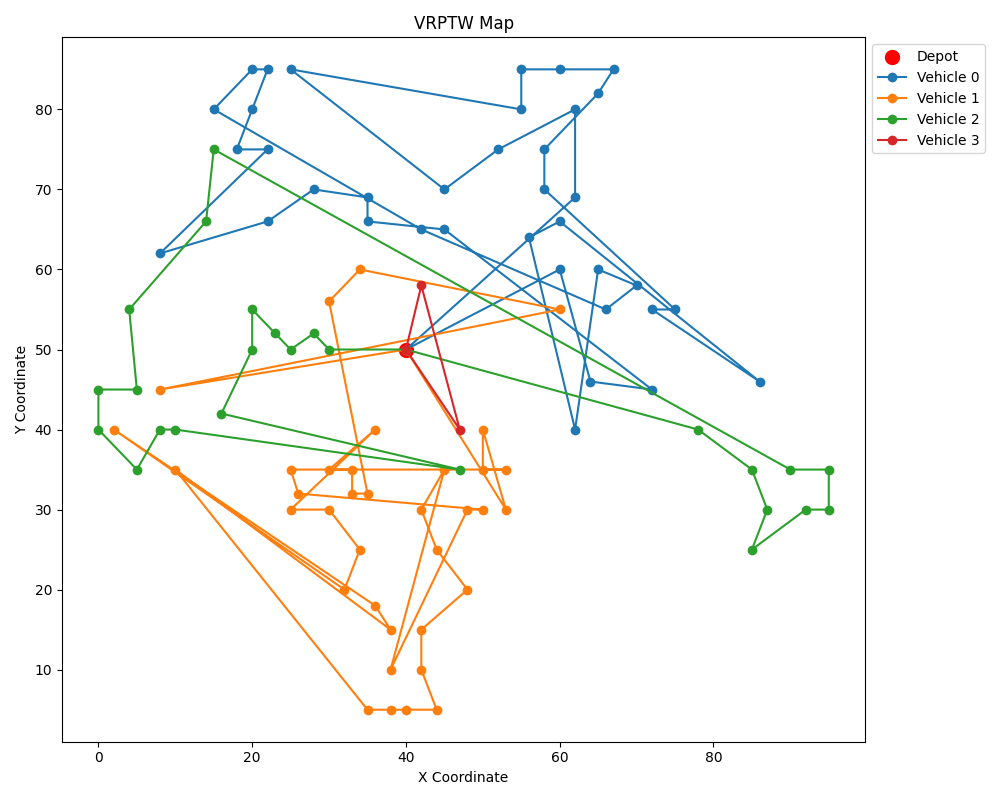 VRPTW Map
Depot
Vehicle 0
Vehicle 1
Vehicle 2
Vehicle 3
Y Coordinate
80
70
60
50
40
30
20
10
0
20
40
60
80
X Coordinate